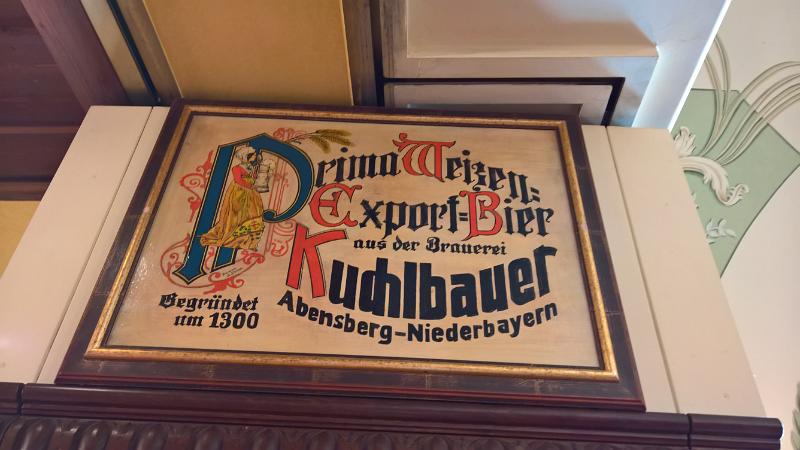 Prima Weizen=
Export=Bier
aus der Brauerei
Kuchlbauer
Abensberg-Niederbayern
Begründet
um 1300